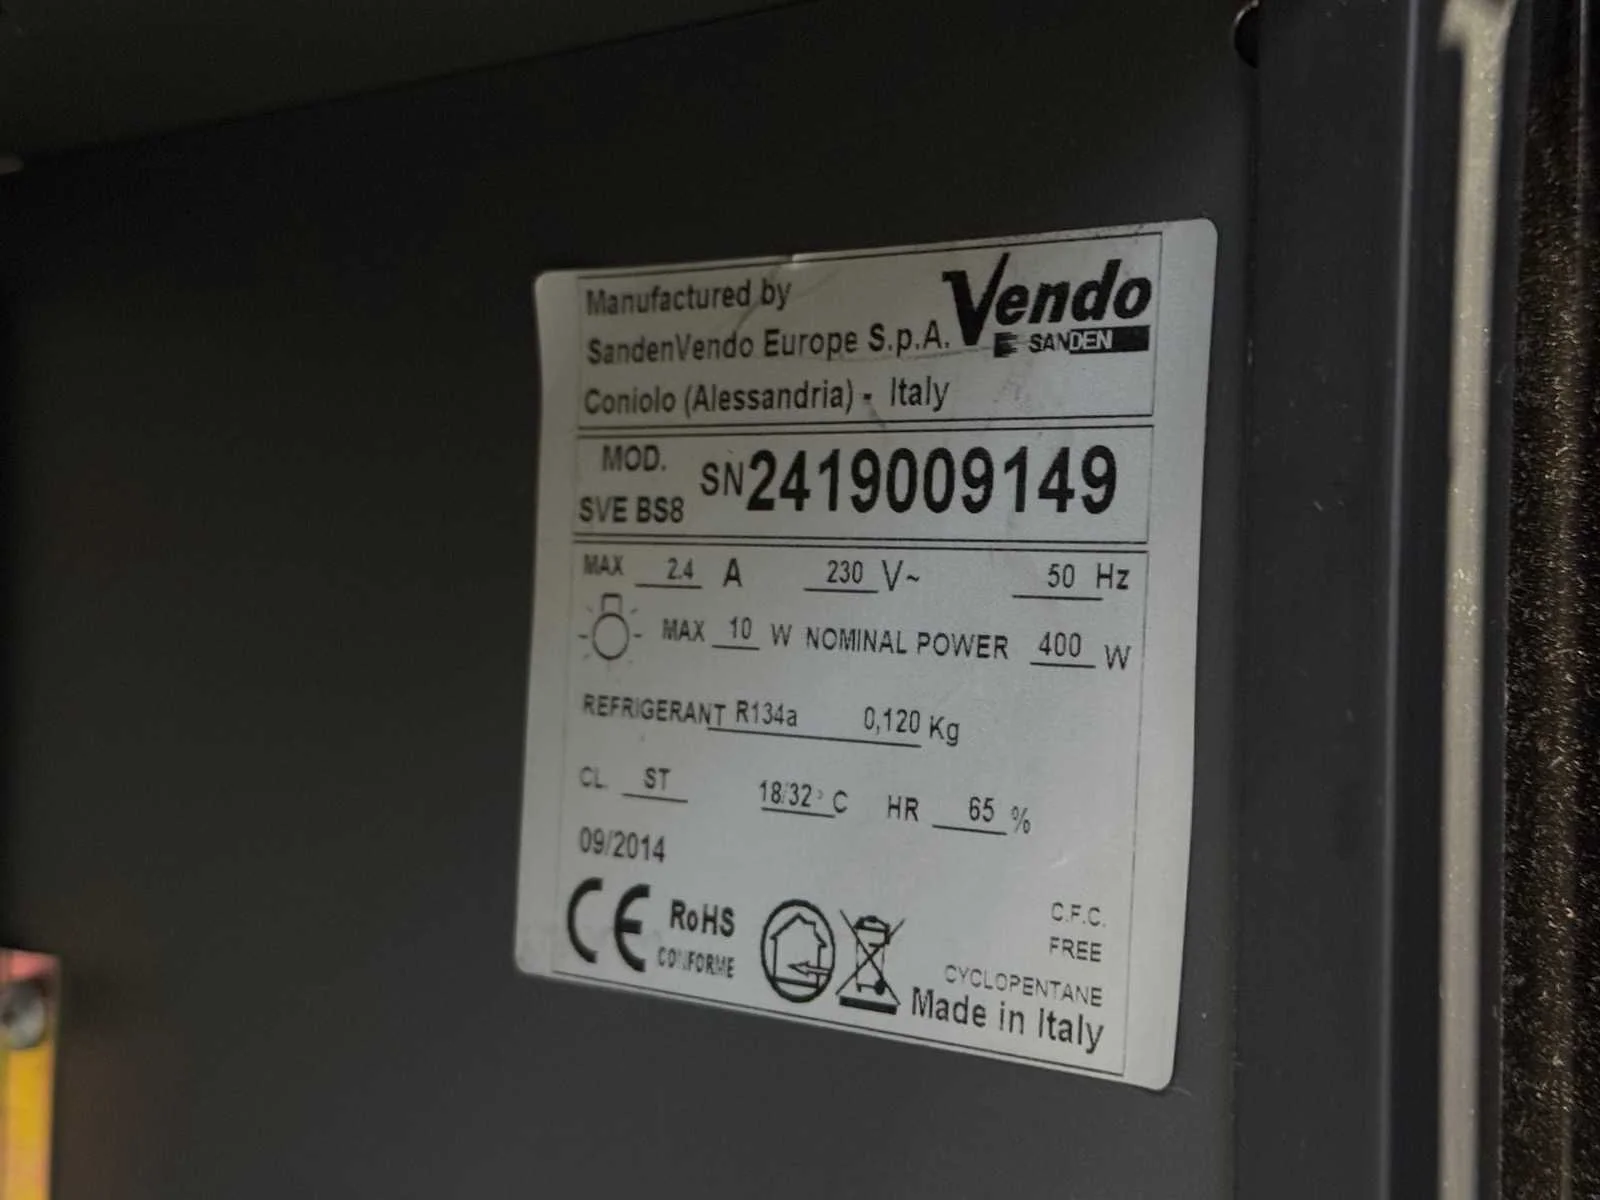 Manufactured by
SandenVendo Europe S.p.A.
Coniolo (Alessandria) - Italy
Vendo
SANDEN
MOD.
SVE BS8
SN2419009149
MAX 2.4 A 230 V~ 50 Hz
MAX 10 W NOMINAL POWER 400 W
REFRIGERANT R134a 0,120 Kg
CL. ST 18/32°C HR 65 %
09/2014
CE RoHS
CONFORME
C.F.C.
FREE
CYCLOPENTANE
Made in Italy